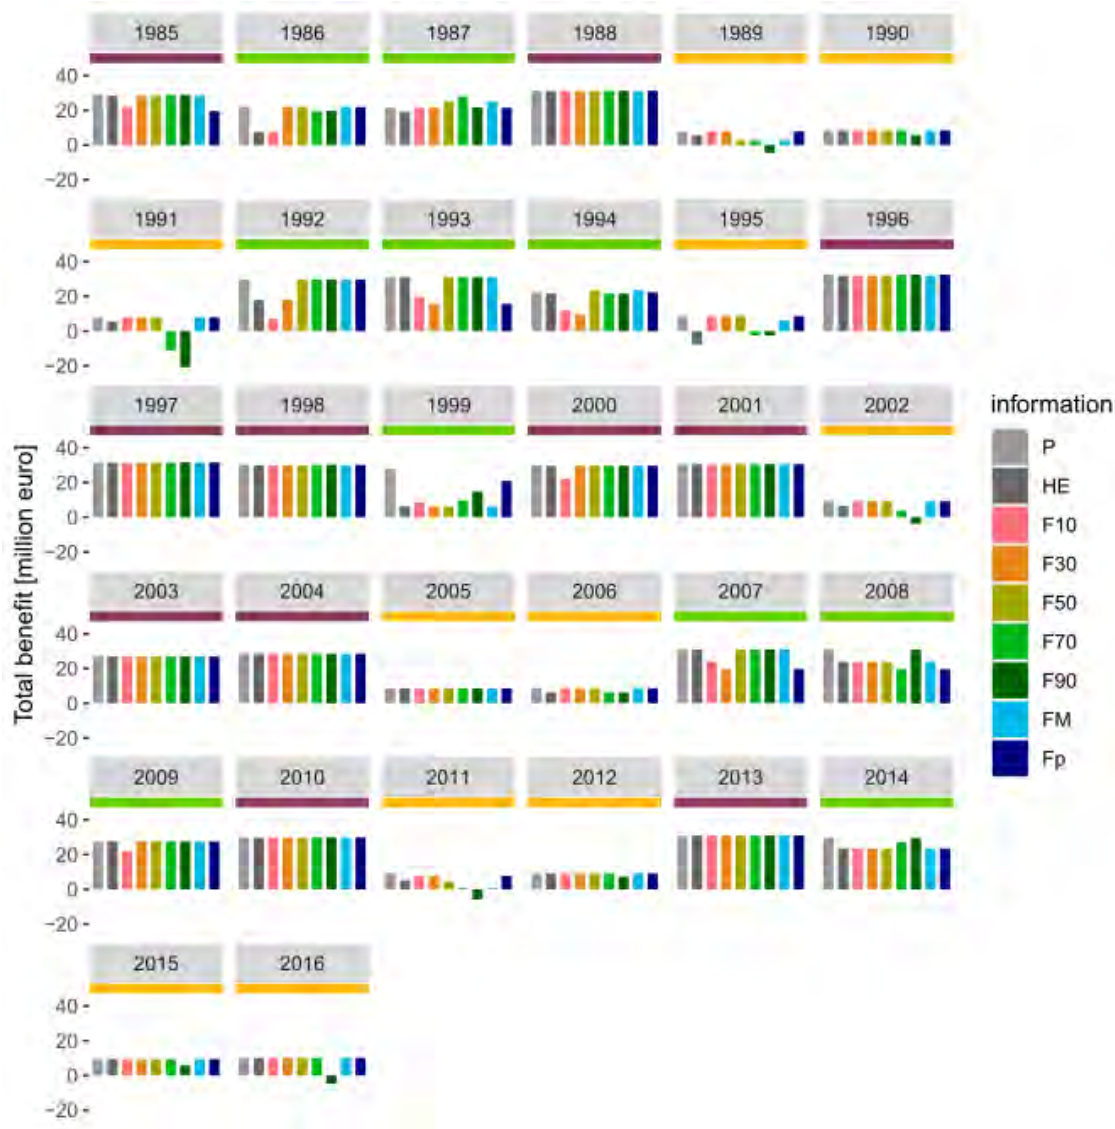 1985 1986 1987 1988 1989 1990
40
20
0
−20
1991 1992 1993 1994 1995 1996
40
20
0
−20
1997 1998 1999 2000 2001 2002
40
20
0
−20
2003 2004 2005 2006 2007 2008
40
20
0
−20
2009 2010 2011 2012 2013 2014
40
20
0
−20
2015 2016
40
20
0
−20
Total benefit [million euro]
information
P
HE
F10
F30
F50
F70
F90
FM
Fp